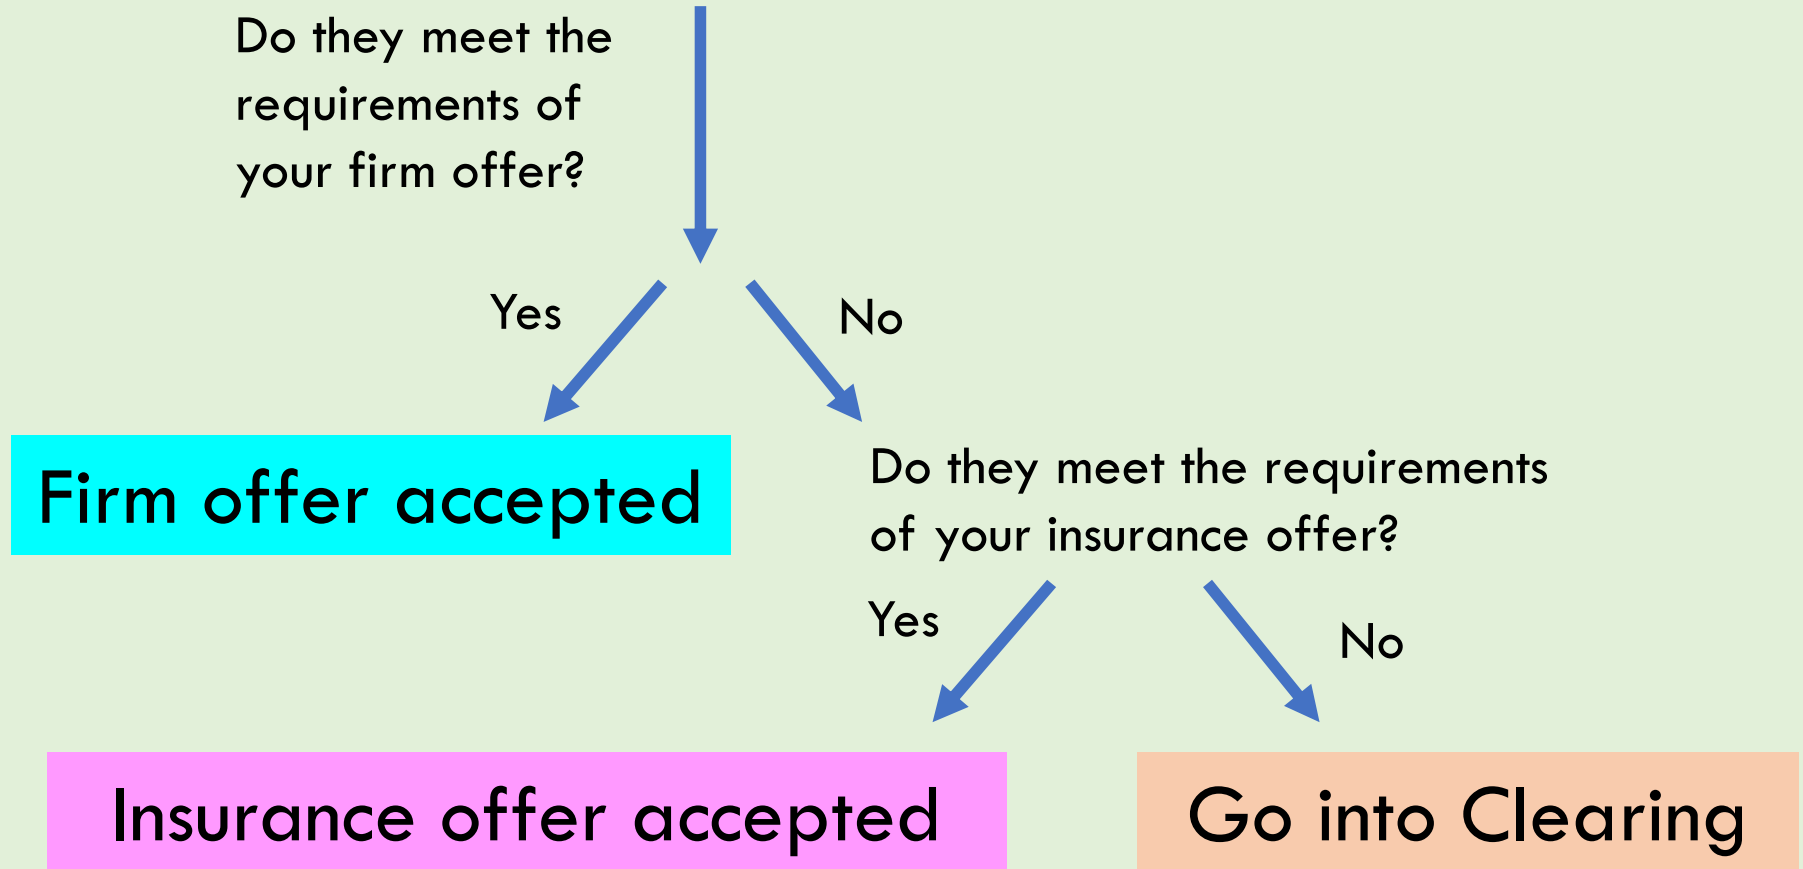 Do they meet the
requirements of
your firm offer?
Yes
No
Firm offer accepted
Do they meet the requirements
of your insurance offer?
Yes
No
Insurance offer accepted
Go into Clearing